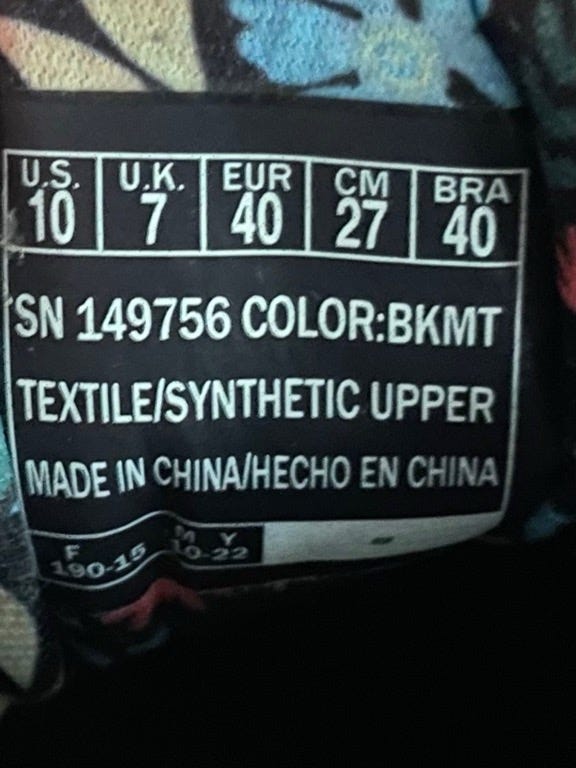 U.S. U.K. EUR CM BRA
10 7 40 27 40
SN 149756 COLOR:BKMT
TEXTILE/SYNTHETIC UPPER
MADE IN CHINA/HECHO EN CHINA
F M Y
190-15 10-22